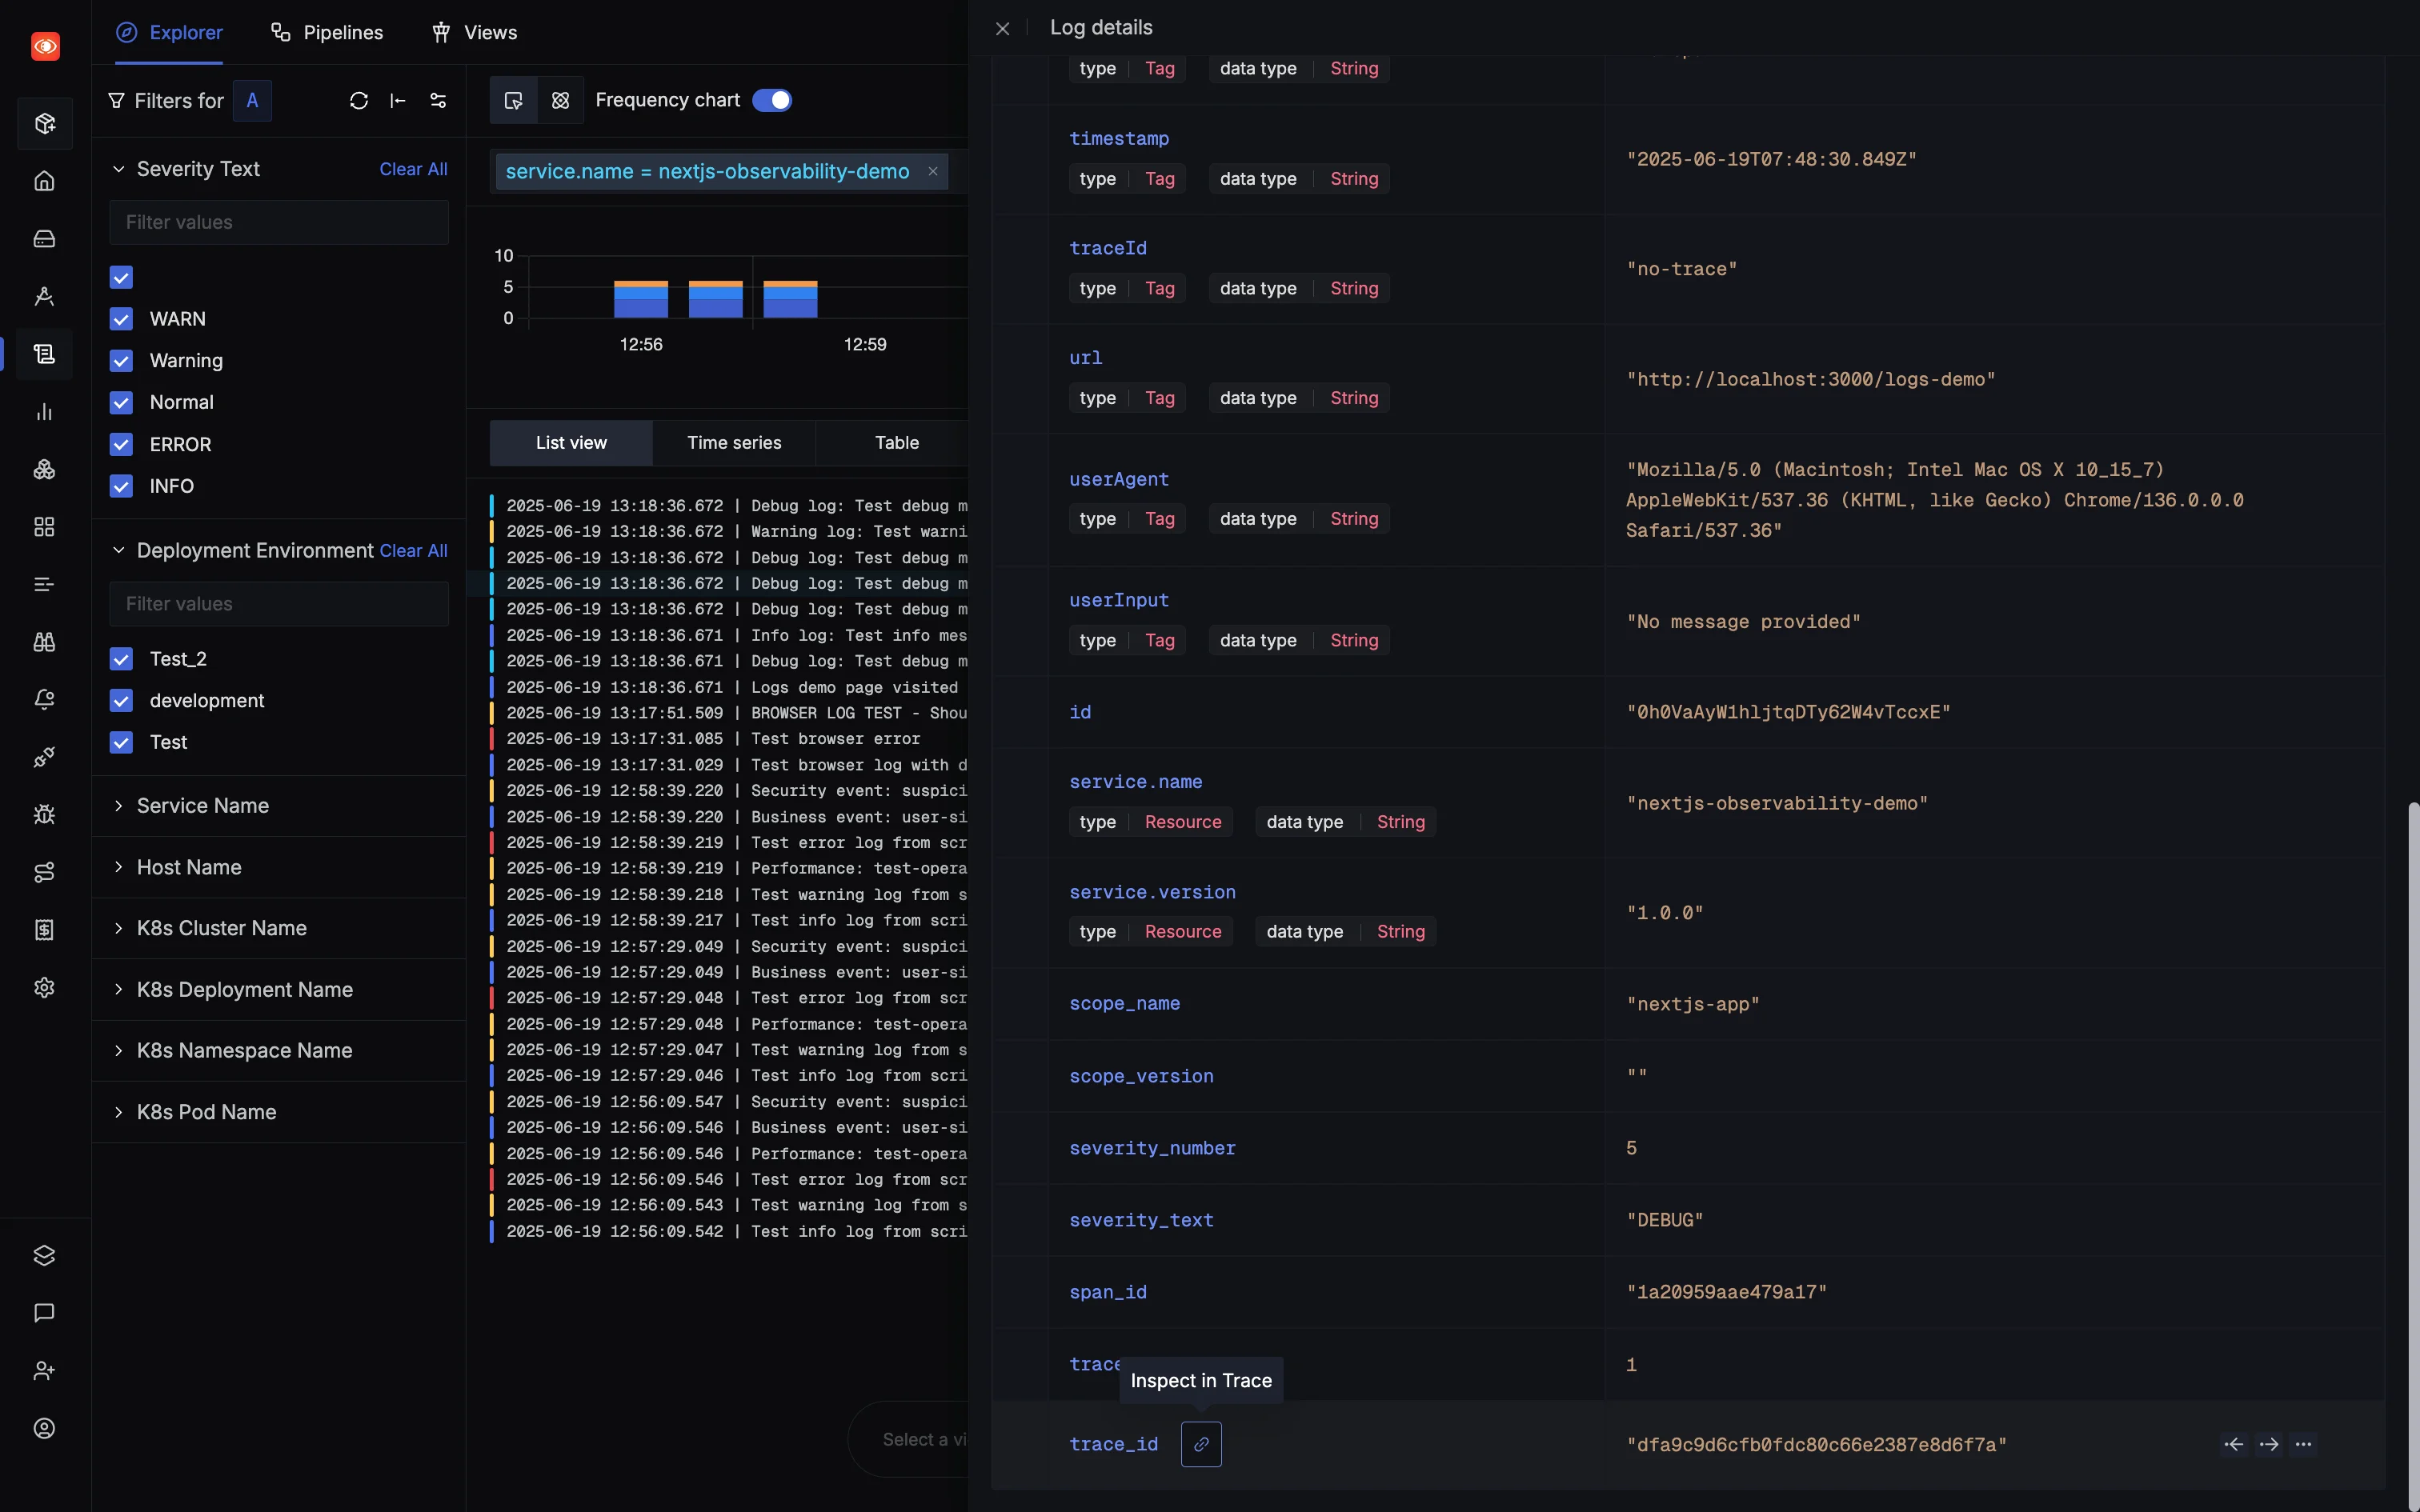 Explorer
Pipelines
Views
Filters for A
Severity Text
Clear All
Filter values
WARN
Warning
Normal
ERROR
INFO
Deployment Environment
Clear All
Filter values
Test_2
development
Test
Service Name
Host Name
K8s Cluster Name
K8s Deployment Name
K8s Namespace Name
K8s Pod Name
Frequency chart
service.name = nextjs-observability-demo ×
10
5
0
12:56
12:59
List view
Time series
Table
2025-06-19 13:18:36.672 | Debug log: Test debug m
2025-06-19 13:18:36.672 | Warning log: Test warni
2025-06-19 13:18:36.672 | Debug log: Test debug m
2025-06-19 13:18:36.672 | Debug log: Test debug m
2025-06-19 13:18:36.672 | Debug log: Test debug m
2025-06-19 13:18:36.671 | Info log: Test info mes
2025-06-19 13:18:36.671 | Debug log: Test debug m
2025-06-19 13:18:36.671 | Logs demo page visited
2025-06-19 13:17:51.509 | BROWSER LOG TEST - Shou
2025-06-19 13:17:31.085 | Test browser error
2025-06-19 13:17:31.029 | Test browser log with d
2025-06-19 12:58:39.220 | Security event: suspici
2025-06-19 12:58:39.220 | Business event: user-si
2025-06-19 12:58:39.219 | Test error log from scr
2025-06-19 12:58:39.219 | Performance: test-opera
2025-06-19 12:58:39.218 | Test warning log from s
2025-06-19 12:58:39.217 | Test info log from scri
2025-06-19 12:57:29.049 | Security event: suspici
2025-06-19 12:57:29.049 | Business event: user-si
2025-06-19 12:57:29.048 | Test error log from scr
2025-06-19 12:57:29.048 | Performance: test-opera
2025-06-19 12:57:29.047 | Test warning log from s
2025-06-19 12:57:29.046 | Test info log from scri
2025-06-19 12:56:09.547 | Security event: suspici
2025-06-19 12:56:09.546 | Business event: user-si
2025-06-19 12:56:09.546 | Performance: test-opera
2025-06-19 12:56:09.546 | Test error log from scr
2025-06-19 12:56:09.543 | Test warning log from s
2025-06-19 12:56:09.542 | Test info log from scri
Select a vi
Log details
type Tag data type String
timestamp
type Tag data type String
"2025-06-19T07:48:30.849Z"
traceId
type Tag data type String
"no-trace"
url
type Tag data type String
"http://localhost:3000/logs-demo"
userAgent
type Tag data type String
"Mozilla/5.0 (Macintosh; Intel Mac OS X 10_15_7)
AppleWebKit/537.36 (KHTML, like Gecko) Chrome/136.0.0.0
Safari/537.36"
userInput
type Tag data type String
"No message provided"
id
"0h0VaAyW1hljtqDTy62W4vTccxE"
service.name
type Resource data type String
"nextjs-observability-demo"
service.version
type Resource data type String
"1.0.0"
scope_name
"nextjs-app"
scope_version
""
severity_number
5
severity_text
"DEBUG"
span_id
"1a20959aae479a17"
trace
1
Inspect in Trace
trace_id
"dfa9c9d6cfb0fdc80c66e2387e8d6f7a"